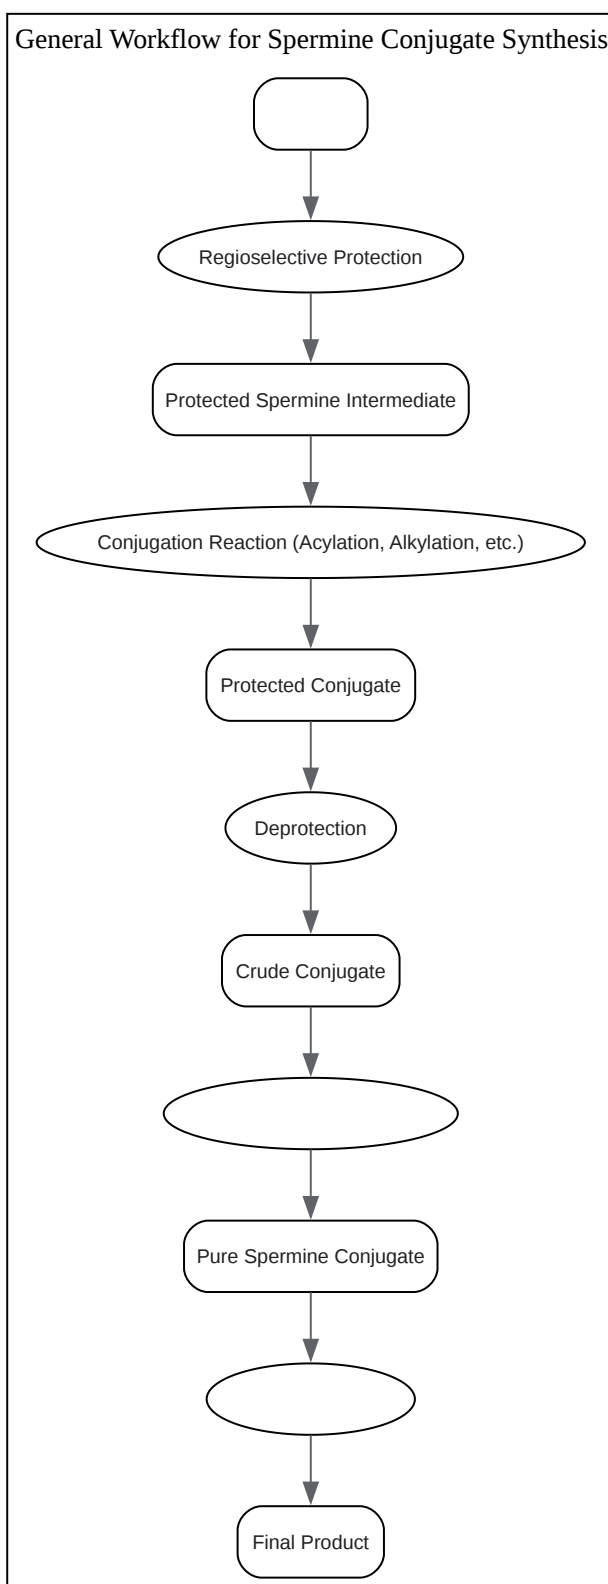 General Workflow for Spermine Conjugate Synthesis
Regioselective Protection
Protected Spermine Intermediate
Conjugation Reaction (Acylation, Alkylation, etc.)
Protected Conjugate
Deprotection
Crude Conjugate
Pure Spermine Conjugate
Final Product